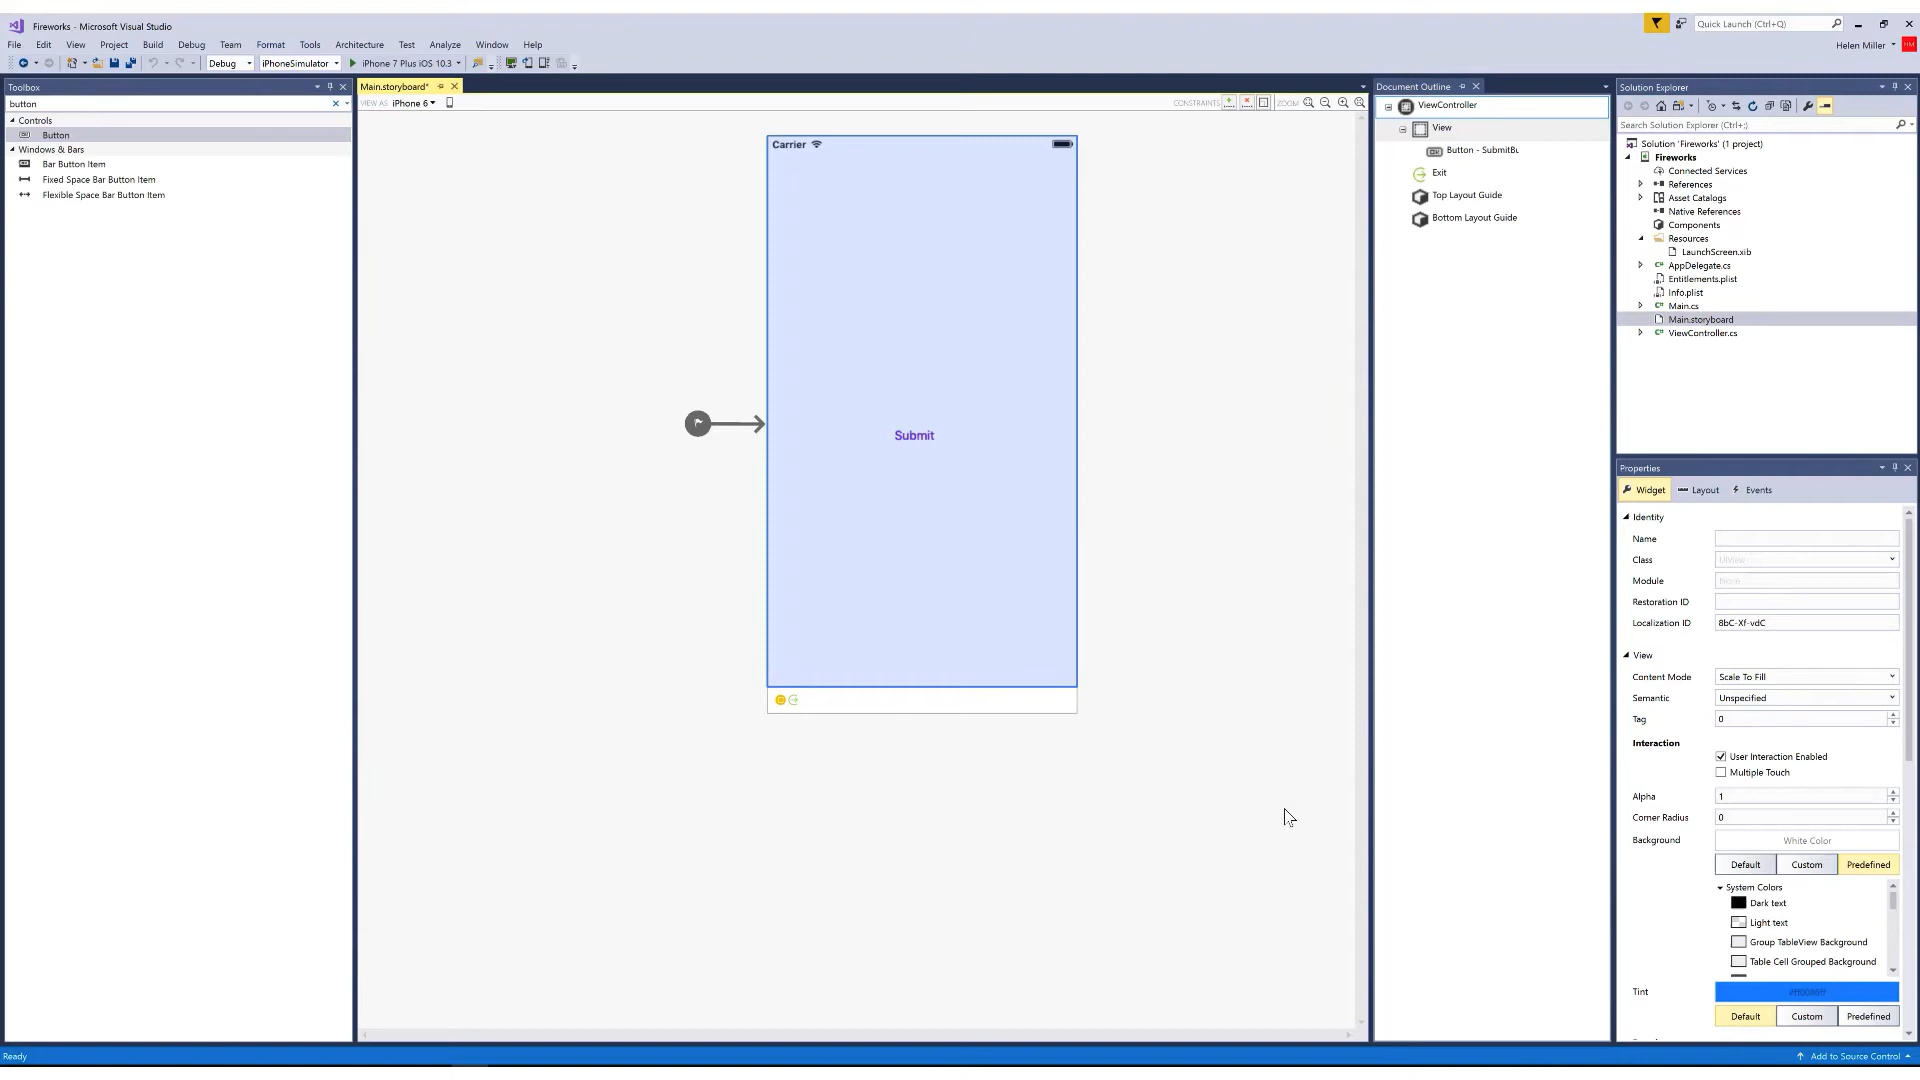 Fireworks - Microsoft Visual Studio
Quick Launch (Ctrl+Q)
File Edit View Project Build Debug Team Format Tools Architecture Test Analyze Window Help
Helen Miller HM
Debug iPhoneSimulator iPhone 7 Plus iOS 10.3
Toolbox
button
Controls
Button
Windows & Bars
Bar Button Item
Fixed Space Bar Button Item
Flexible Space Bar Button Item
Main.storyboard*
VIEW AS iPhone 6
CONSTRAINTS ZOOM
Carrier
Submit
Document Outline
ViewController
View
Button - SubmitBu
Exit
Top Layout Guide
Bottom Layout Guide
Solution Explorer
Search Solution Explorer (Ctrl+;)
Solution 'Fireworks' (1 project)
Fireworks
Connected Services
References
Asset Catalogs
Native References
Components
Resources
LaunchScreen.xib
AppDelegate.cs
Entitlements.plist
Info.plist
Main.cs
Main.storyboard
ViewController.cs
Properties
Widget Layout Events
Identity
Name
Class UIView
Module None
Restoration ID
Localization ID 8bC-Xf-vdC
View
Content Mode Scale To Fill
Semantic Unspecified
Tag 0
Interaction
User Interaction Enabled
Multiple Touch
Alpha 1
Corner Radius 0
Background White Color
Default Custom Predefined
System Colors
Dark text
Light text
Group TableView Background
Table Cell Grouped Background
Tint
Default Custom Predefined
Ready
Add to Source Control